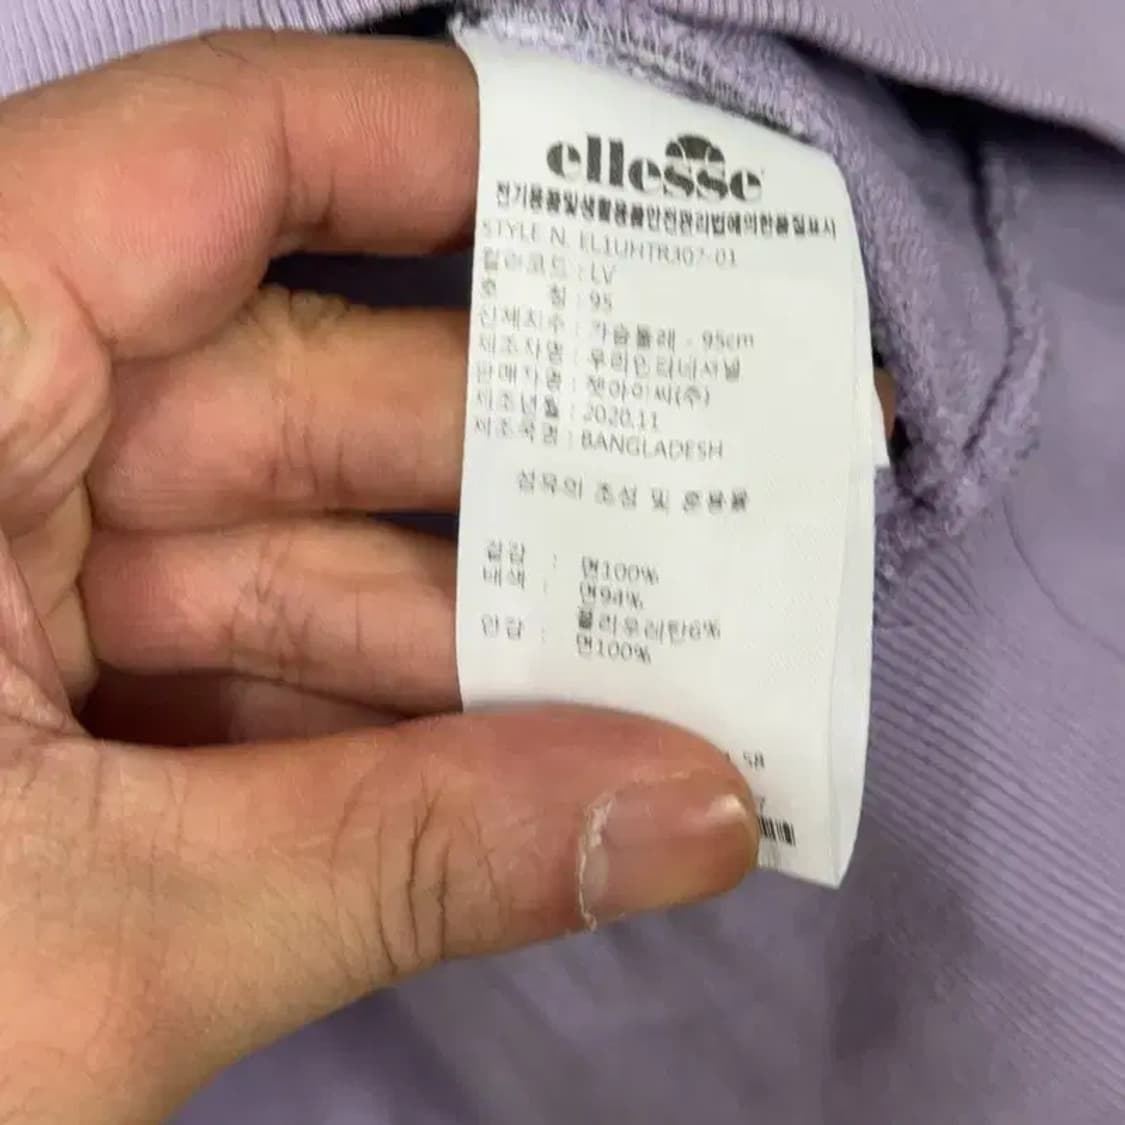 ellesse
전기용품및생활용품안전관리법에의한품질표시
STYLE N. EL1UHTR307-01
컬러코드 : LV
호 칭 : 95
신체치수 : 가슴둘레 - 95cm
제조자명 : 우리인터내셔널
판매자명 : 젯아이씨(주)
제조년월 : 2020.11
제조국명 : BANGLADESH
섬유의 조성 및 혼용율
겉감 : 면100%
배색 : 면94%
폴리우레탄6%
안감 : 면100%
58